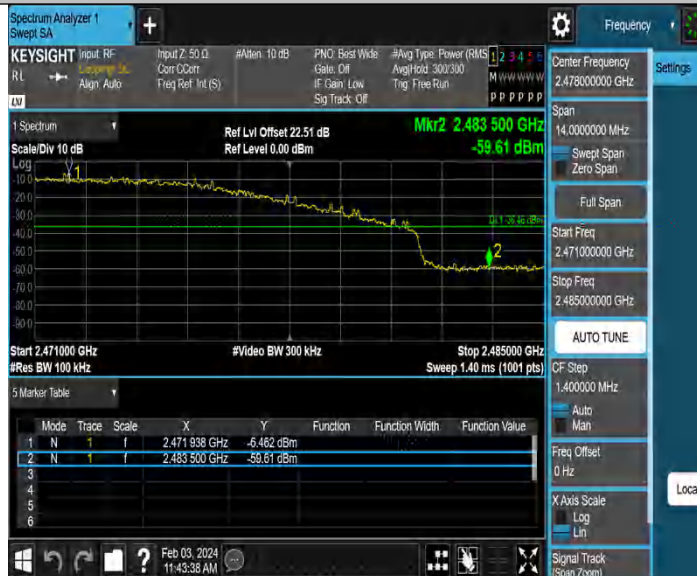 Spectrum Analyzer 1
Swept SA
Frequency
KEYSIGHT
Input: RF
Coupling: DC
Align: Auto
Input Z: 50 Ω
Corr CCorr
Freq Ref: Int (S)
#Atten: 10 dB
PNO: Best Wide
Gate: Off
IF Gain: Low
Sig Track: Off
#Avg Type: Power (RMS)
Avg|Hold: 300/300
Trig: Free Run
1 2 3 4 5 6
M W W W W W
P P P P P P
R L
LXI
1 Spectrum
Scale/Div 10 dB
Ref Lvl Offset 22.51 dB
Ref Level 0.00 dBm
Mkr2 2.483 500 GHz
-59.61 dBm
Log
1
-10.0
-20.0
-30.0
-40.0
-50.0
-60.0
-70.0
-80.0
-90.0
2
Start 2.471000 GHz
#Res BW 100 kHz
#Video BW 300 kHz
Stop 2.485000 GHz
Sweep 1.40 ms (1001 pts)
5 Marker Table
Mode Trace Scale X Y Function Function Width Function Value
1 N 1 f 2.471 938 GHz -6.462 dBm
2 N 1 f 2.483 500 GHz -59.61 dBm
3
4
5
6
Feb 03, 2024
11:43:38 AM
Center Frequency
2.478000000 GHz
Span
14.0000000 MHz
Swept Span
Zero Span
Full Span
Start Freq
2.471000000 GHz
Stop Freq
2.485000000 GHz
AUTO TUNE
CF Step
1.400000 MHz
Auto
Man
Freq Offset
0 Hz
X Axis Scale
Log
Lin
Signal Track
(Span Zoom)
Settings
Loca